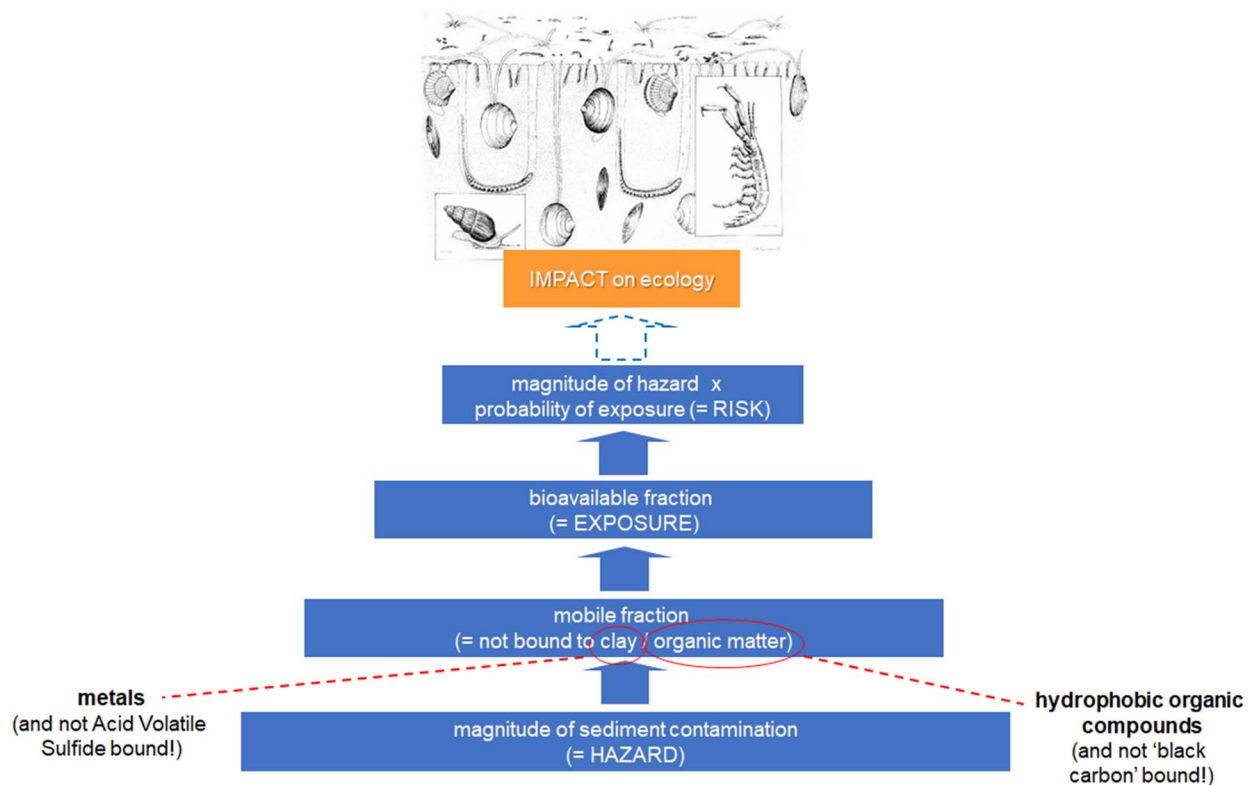 IMPACT on ecology
magnitude of hazard x
probability of exposure (= RISK)
bioavailable fraction
(= EXPOSURE)
mobile fraction
(= not bound to clay / organic matter)
metals
(and not Acid Volatile
Sulfide bound!)
hydrophobic organic
compounds
(and not ‘black
carbon’ bound!)
magnitude of sediment contamination
(= HAZARD)